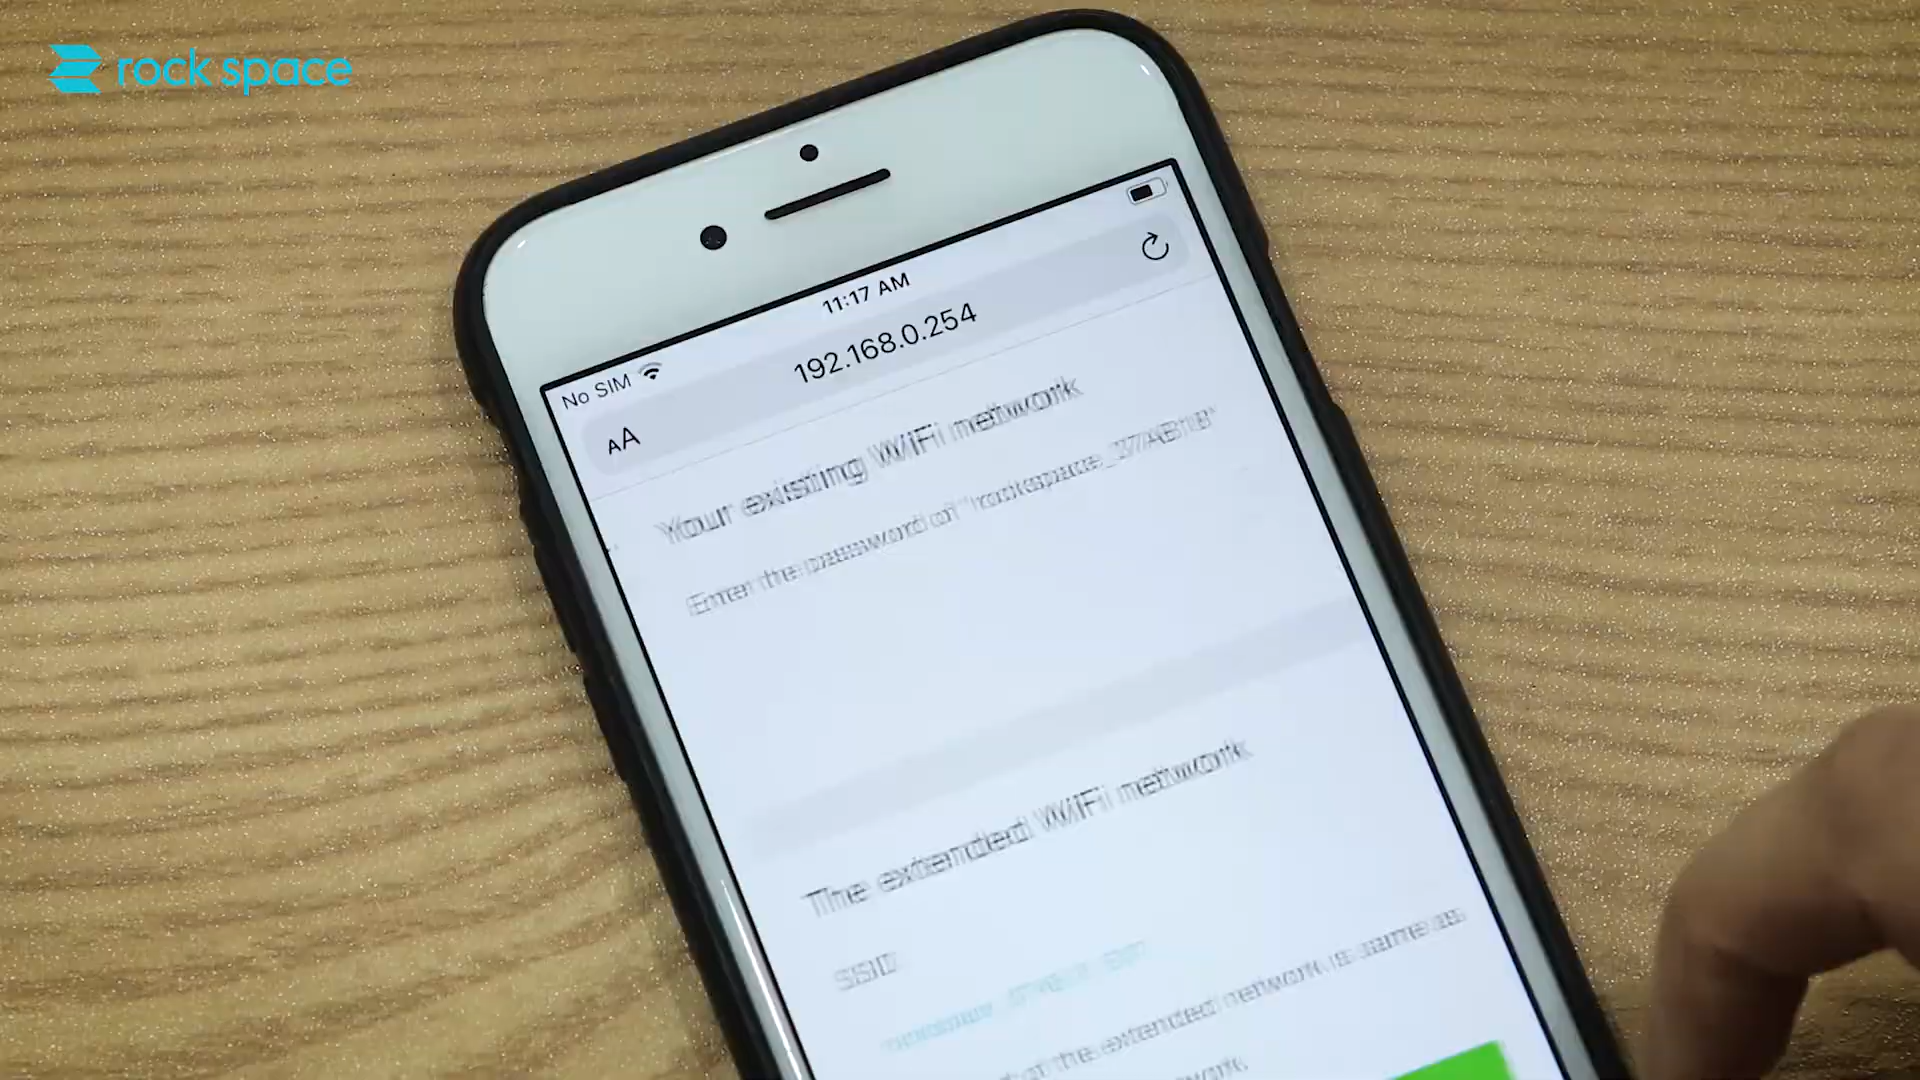 rock space
11:17 AM
No SIM
192.168.0.254
AA
Your existing WiFi network
Enter the password of "rockspace_
The extended WiFi network
SSID
of the extended network is same as